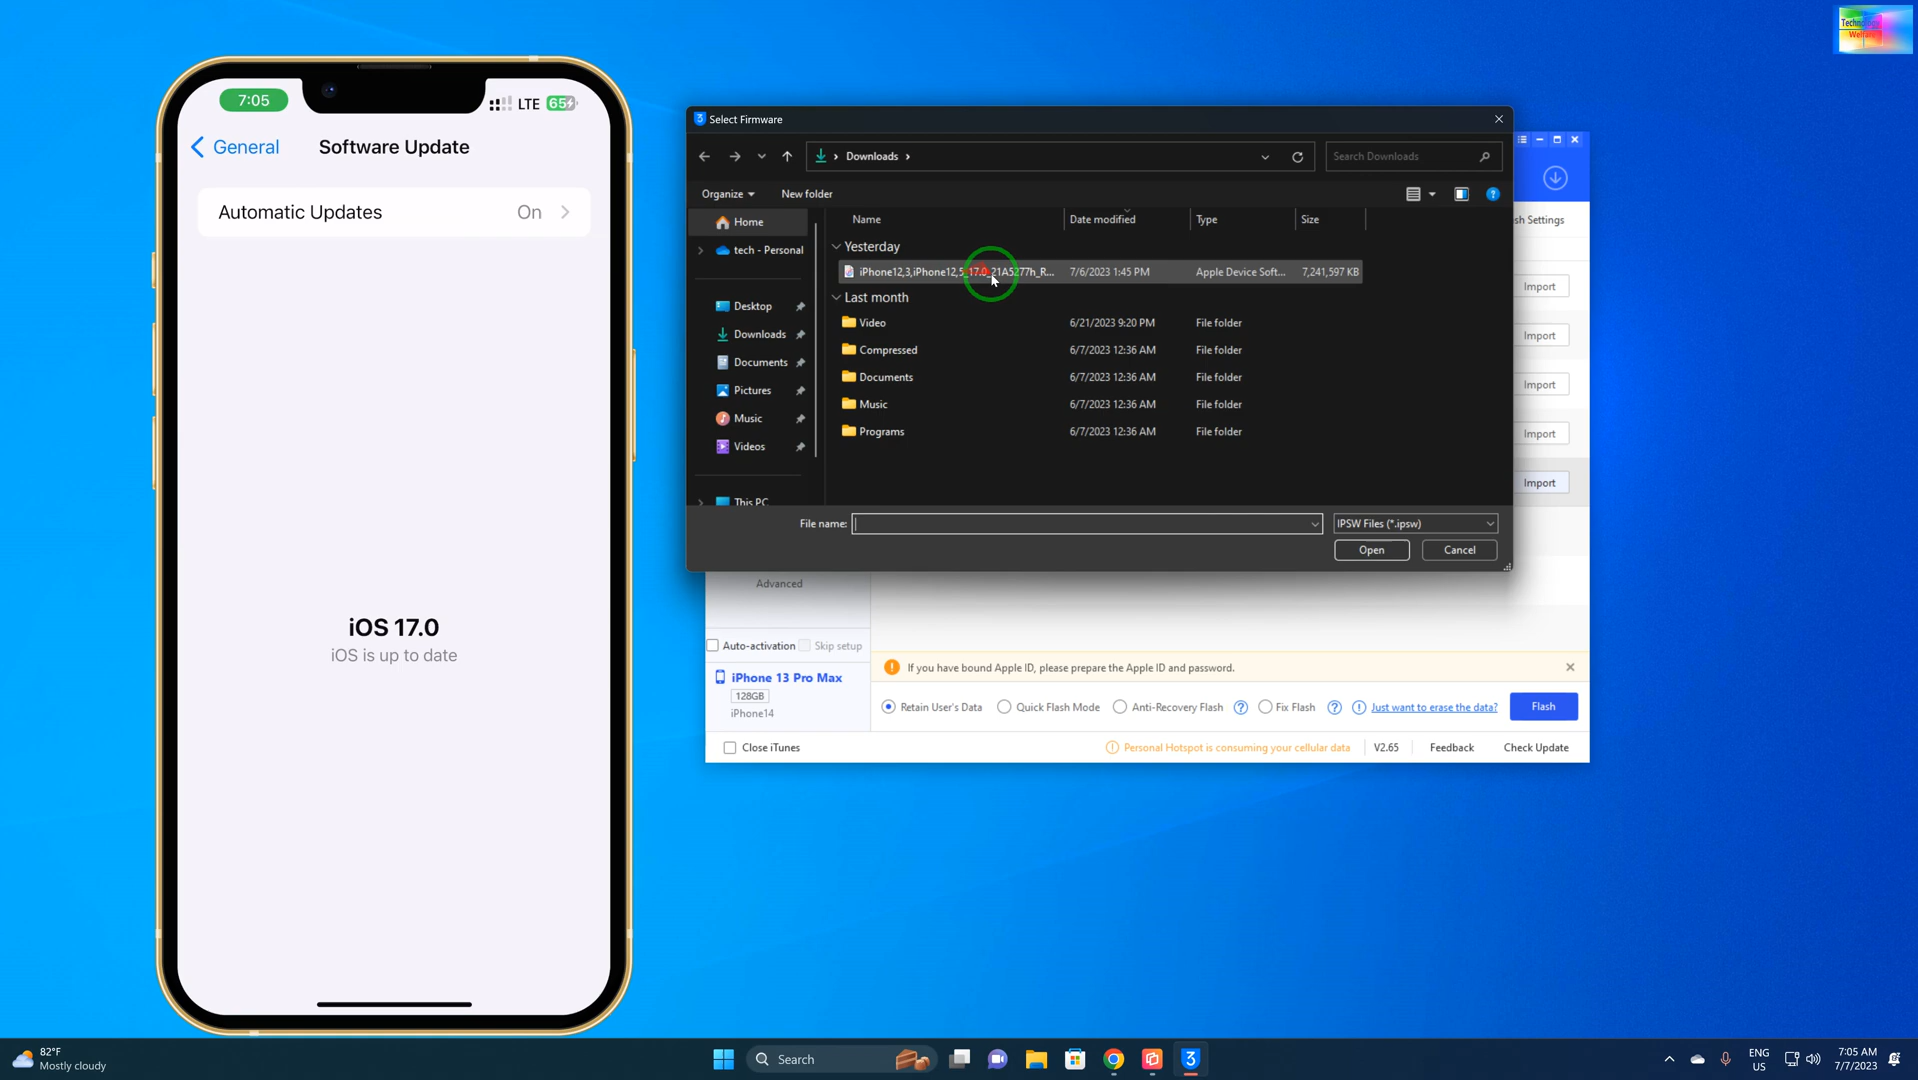 Technology
Welfare
7:05
LTE 65
General
Software Update
Automatic Updates
On
iOS 17.0
iOS is up to date
Select Firmware
Downloads
Search Downloads
Organize
New folder
Home
tech - Personal
Desktop
Downloads
Documents
Pictures
Music
Videos
This PC
Name Date modified Type Size
Yesterday
iPhone12,3,iPhone12,5_17.0_21A5277h_R... 7/6/2023 1:45 PM Apple Device Soft... 7,241,597 KB
Last month
Video 6/21/2023 9:20 PM File folder
Compressed 6/7/2023 12:36 AM File folder
Documents 6/7/2023 12:36 AM File folder
Music 6/7/2023 12:36 AM File folder
Programs 6/7/2023 12:36 AM File folder
File name:
IPSW Files (*.ipsw)
Open
Cancel
sh Settings
Import
Import
Import
Import
Import
Advanced
Auto-activation
Skip setup
iPhone 13 Pro Max
128GB
iPhone14
If you have bound Apple ID, please prepare the Apple ID and password.
Retain User's Data
Quick Flash Mode
Anti-Recovery Flash
Fix Flash
Just want to erase the data?
Flash
Close iTunes
Personal Hotspot is consuming your cellular data
V2.65
Feedback
Check Update
82°F
Mostly cloudy
Search
ENG
US
7:05 AM
7/7/2023